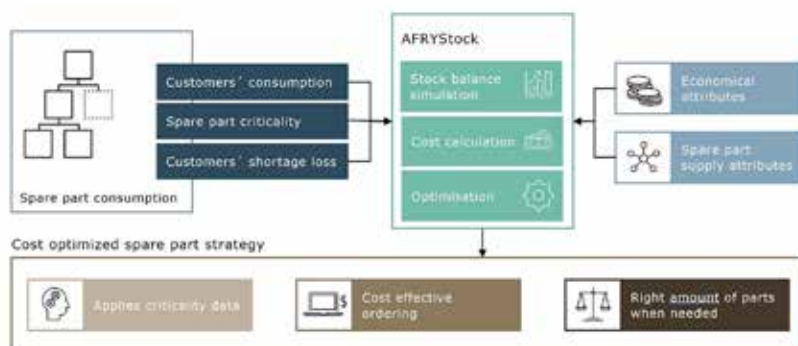 AFRYStock
Customers´ consumption
Spare part criticality
Customers´ shortage loss
Spare part consumption
Stock balance
simulation
Cost calculation
Optimisation
Economical
attributes
Spare part
supply attributes
Cost optimized spare part strategy
Applies criticality data
Cost effective
ordering
Right amount of parts
when needed